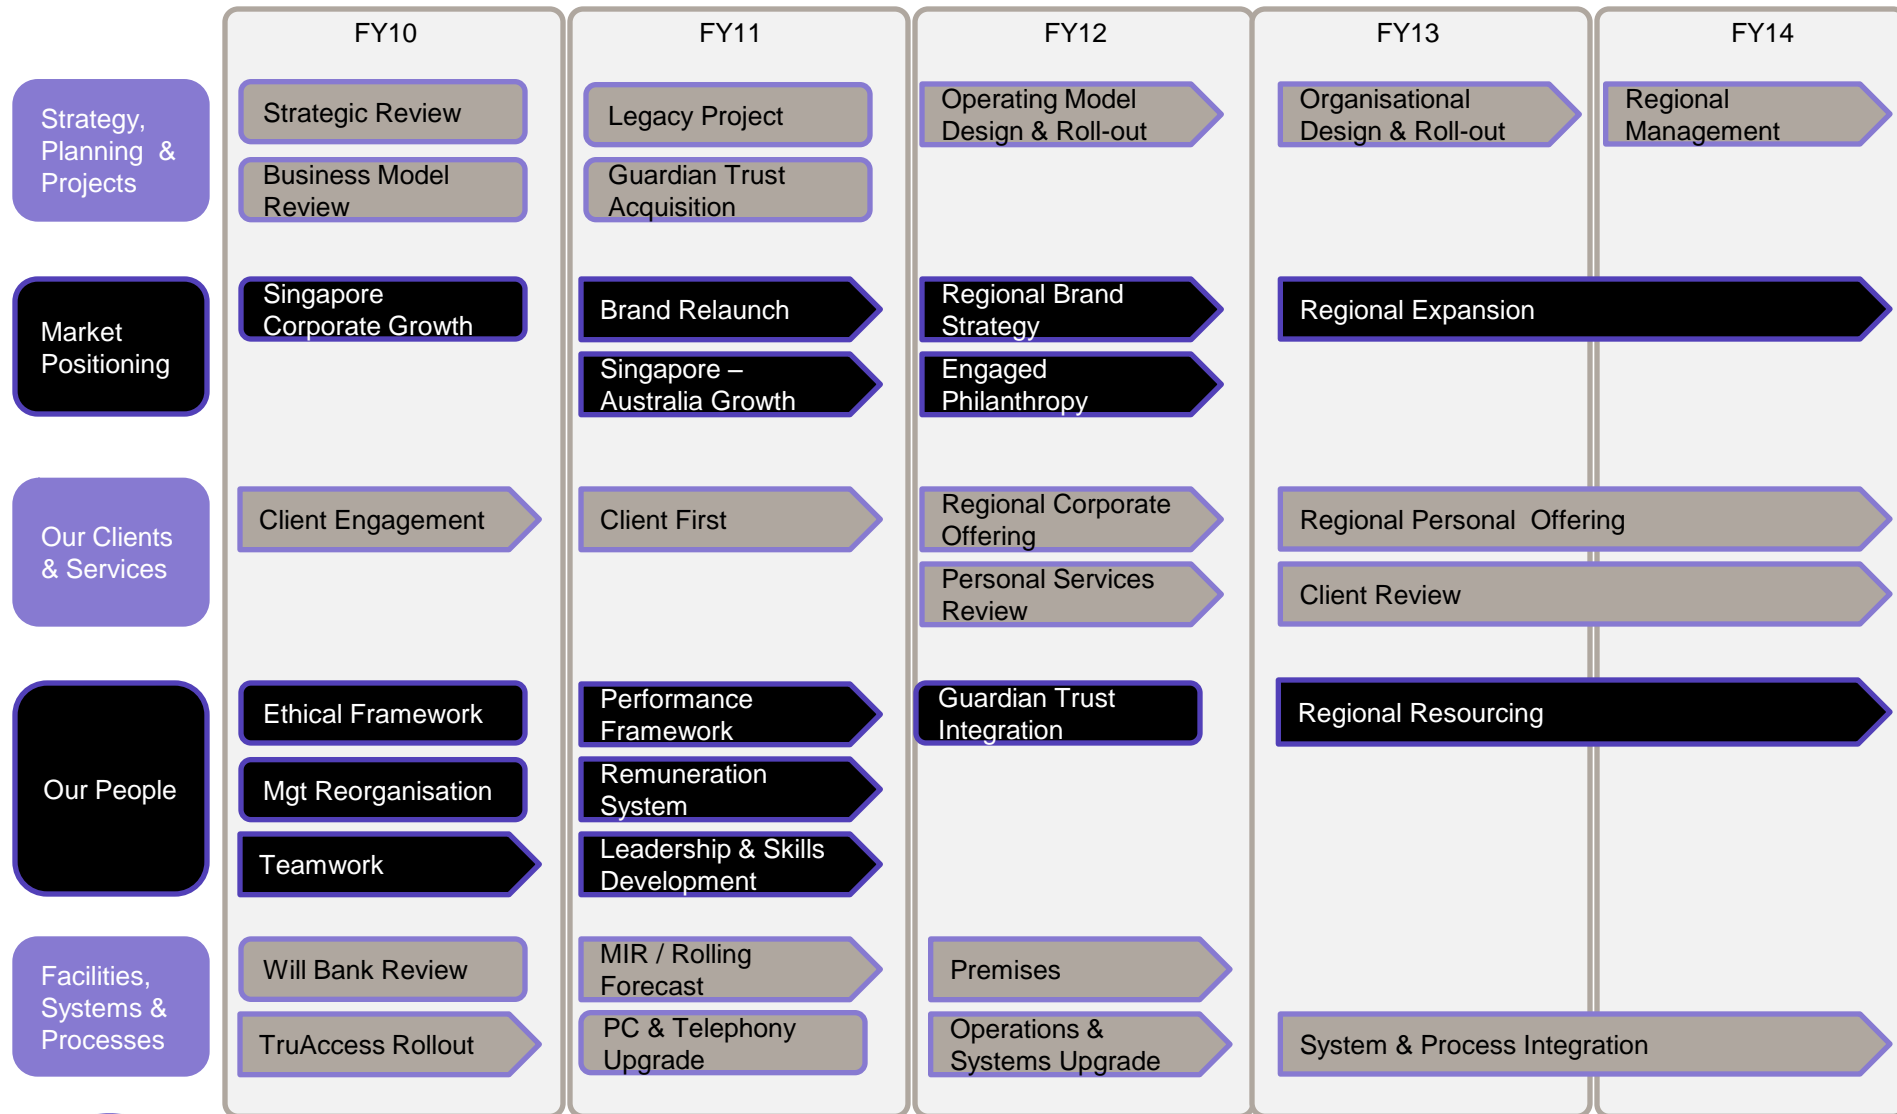 FY10
FY11
FY12
FY13
FY14
Strategy,
Planning &
Projects
Strategic Review
Legacy Project
Operating Model
Design & Roll-out
Organisational
Design & Roll-out
Regional
Management
Business Model
Review
Guardian Trust
Acquisition
Market
Positioning
Singapore
Corporate Growth
Brand Relaunch
Regional Brand
Strategy
Regional Expansion
Singapore –
Australia Growth
Engaged
Philanthropy
Our Clients
& Services
Client Engagement
Client First
Regional Corporate
Offering
Regional Personal Offering
Personal Services
Review
Client Review
Our People
Ethical Framework
Performance
Framework
Guardian Trust
Integration
Regional Resourcing
Mgt Reorganisation
Remuneration
System
Teamwork
Leadership & Skills
Development
Facilities,
Systems &
Processes
Will Bank Review
MIR / Rolling
Forecast
Premises
TruAccess Rollout
PC & Telephony
Upgrade
Operations &
Systems Upgrade
System & Process Integration